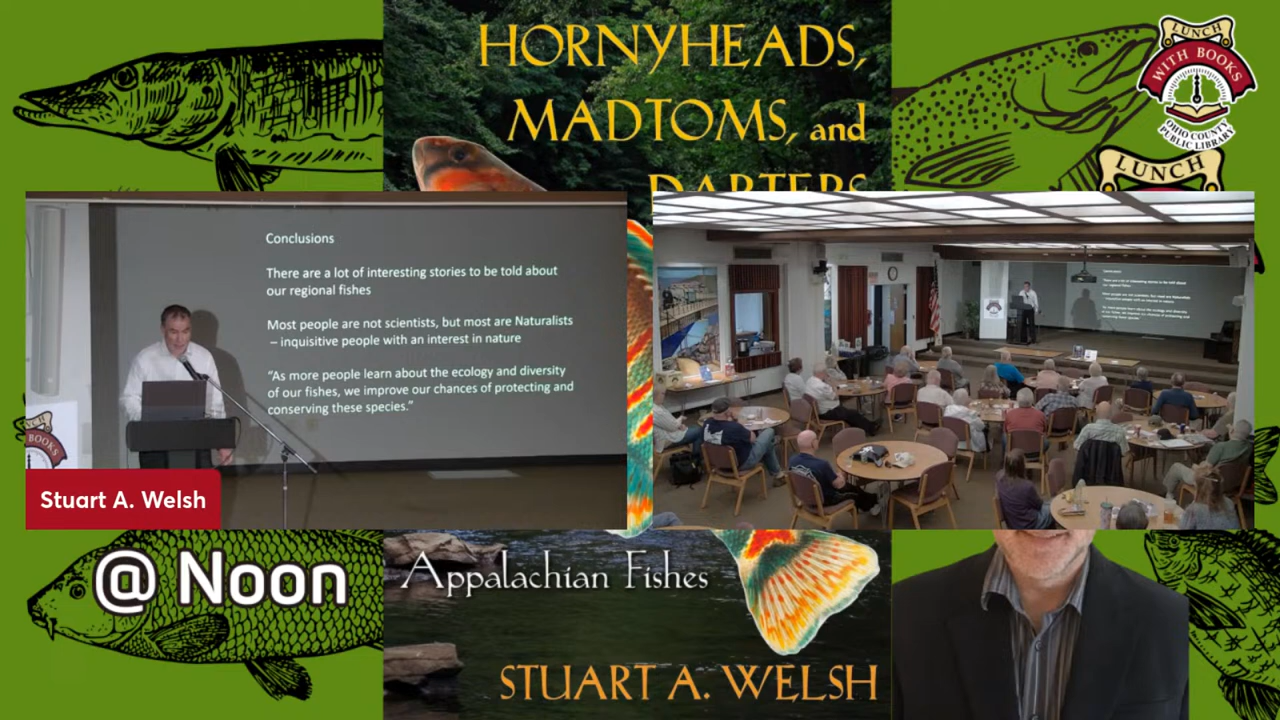 HORNYHEADS,
MADTOMS, and
DARTERS
LUNCH
WITH BOOKS
OHIO COUNTY
PUBLIC LIBRARY
LUNCH
Conclusions
There are a lot of interesting stories to be told about
our regional fishes
Most people are not scientists, but most are Naturalists
– inquisitive people with an interest in nature
“As more people learn about the ecology and diversity
of our fishes, we improve our chances of protecting and
conserving these species.”
LUNCH
BOOKS
Stuart A. Welsh
@ Noon
Appalachian Fishes
STUART A. WELSH